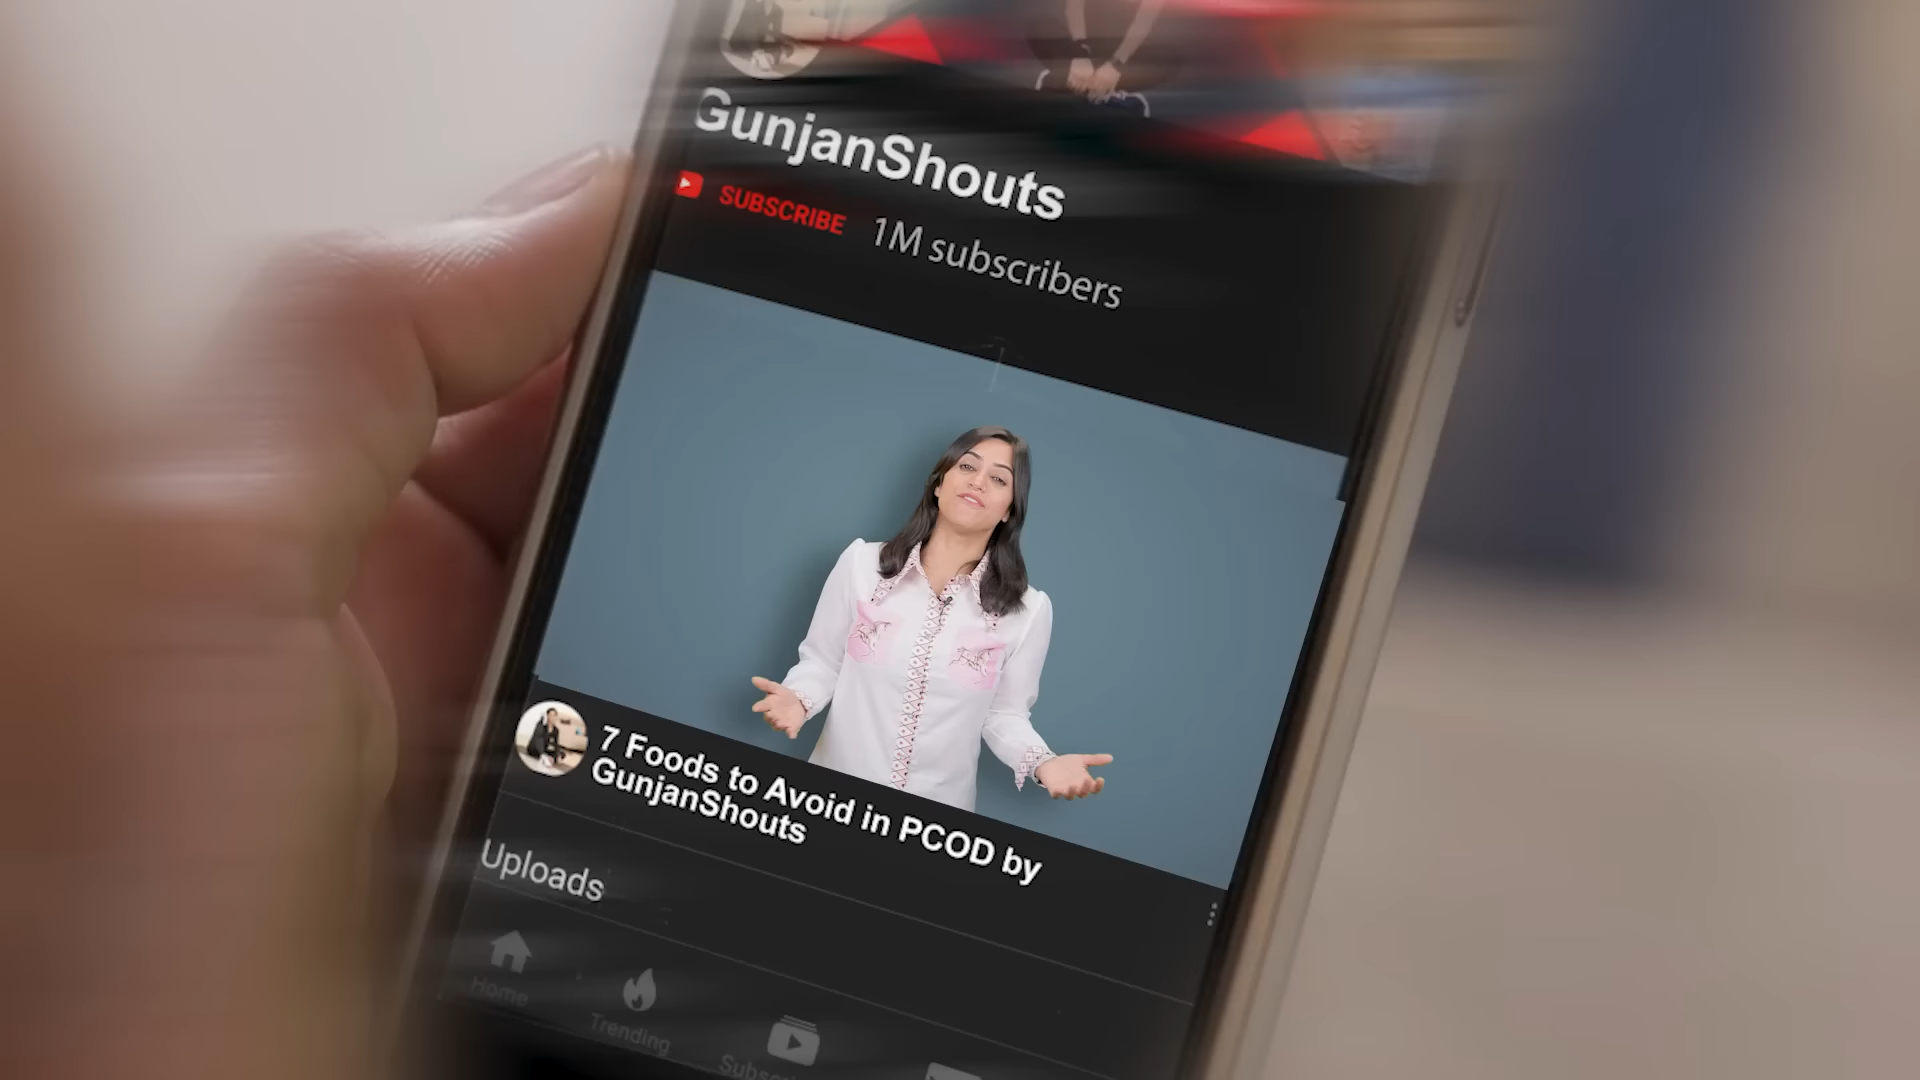 GunjanShouts
SUBSCRIBE 1M subscribers
7 Foods to Avoid in PCOD by
GunjanShouts
Uploads
Home
Trending